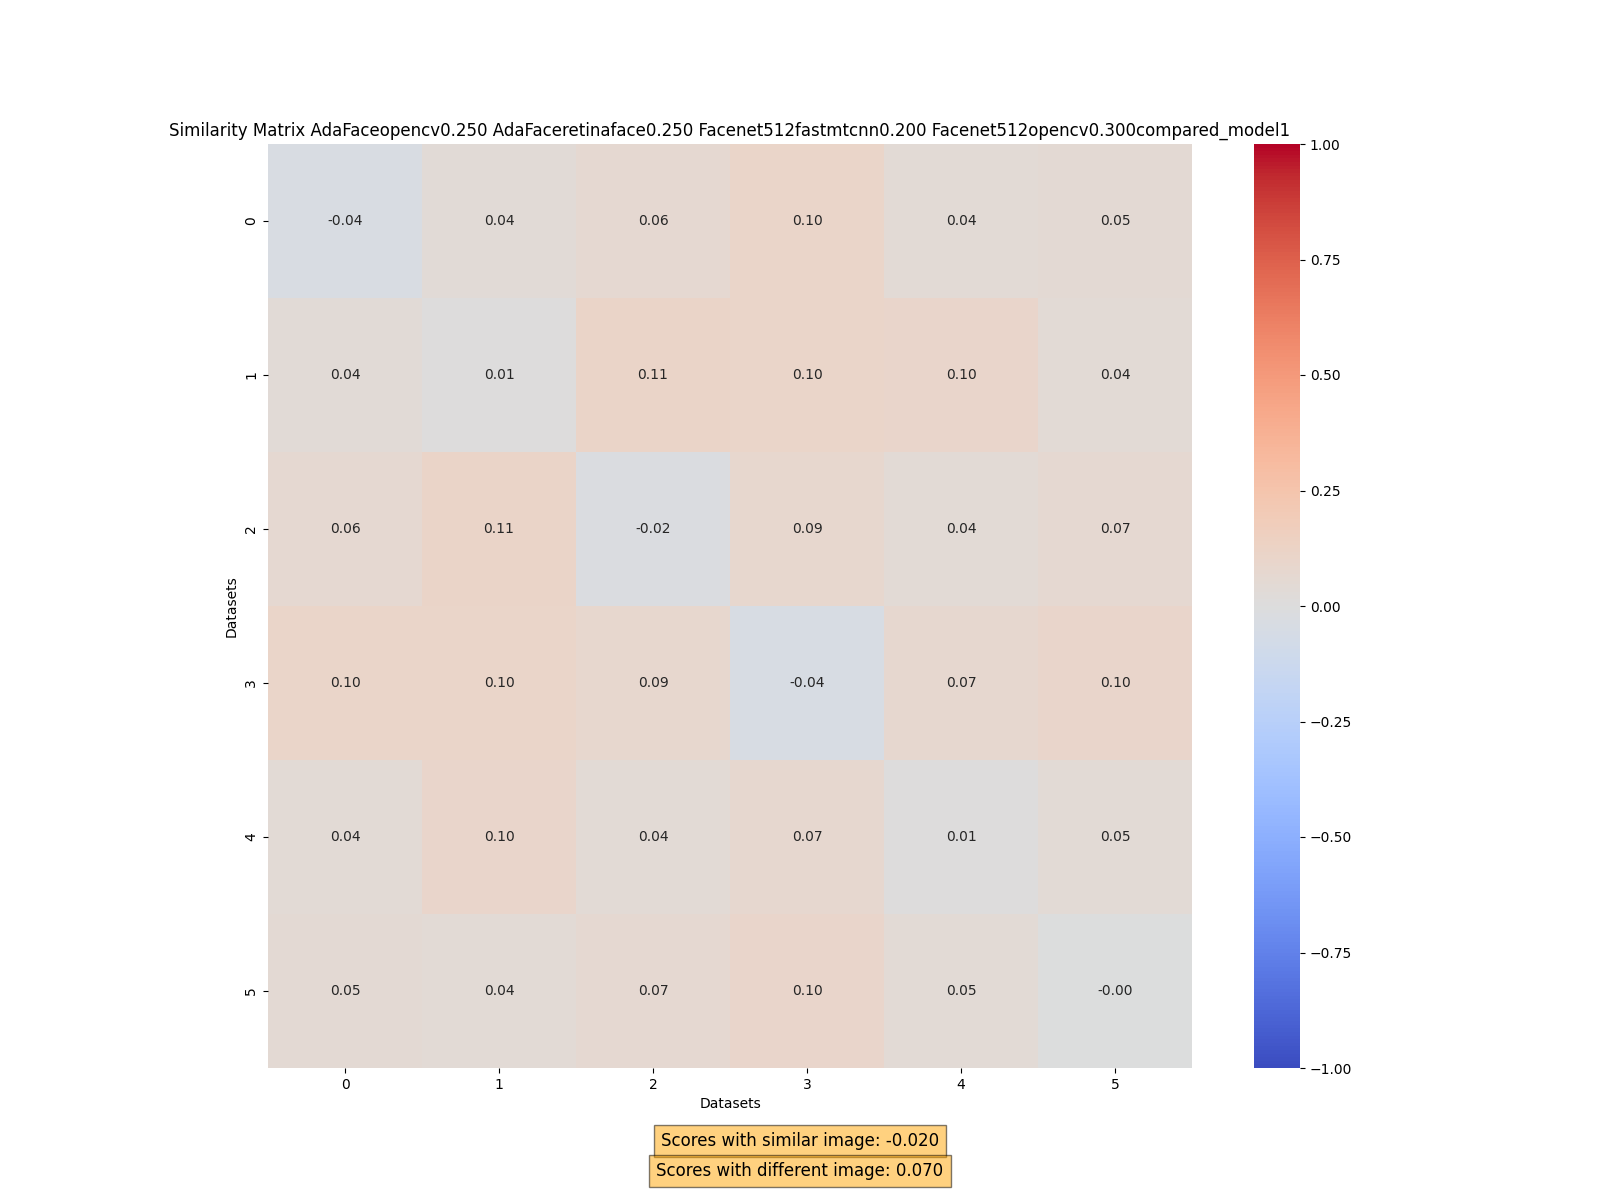 Similarity Matrix AdaFaceopencv0.250 AdaFaceretinaface0.250 Facenet512fastmtcnn0.200 Facenet512opencv0.300compared_model1
1.00
0.75
0.50
0.25
0.00
−0.25
−0.50
−0.75
−1.00
Datasets
0 -0.04 0.04 0.06 0.10 0.04 0.05
1 0.04 0.01 0.11 0.10 0.10 0.04
2 0.06 0.11 -0.02 0.09 0.04 0.07
3 0.10 0.10 0.09 -0.04 0.07 0.10
4 0.04 0.10 0.04 0.07 0.01 0.05
5 0.05 0.04 0.07 0.10 0.05 -0.00
0 1 2 3 4 5
Datasets
Scores with similar image: -0.020
Scores with different image: 0.070